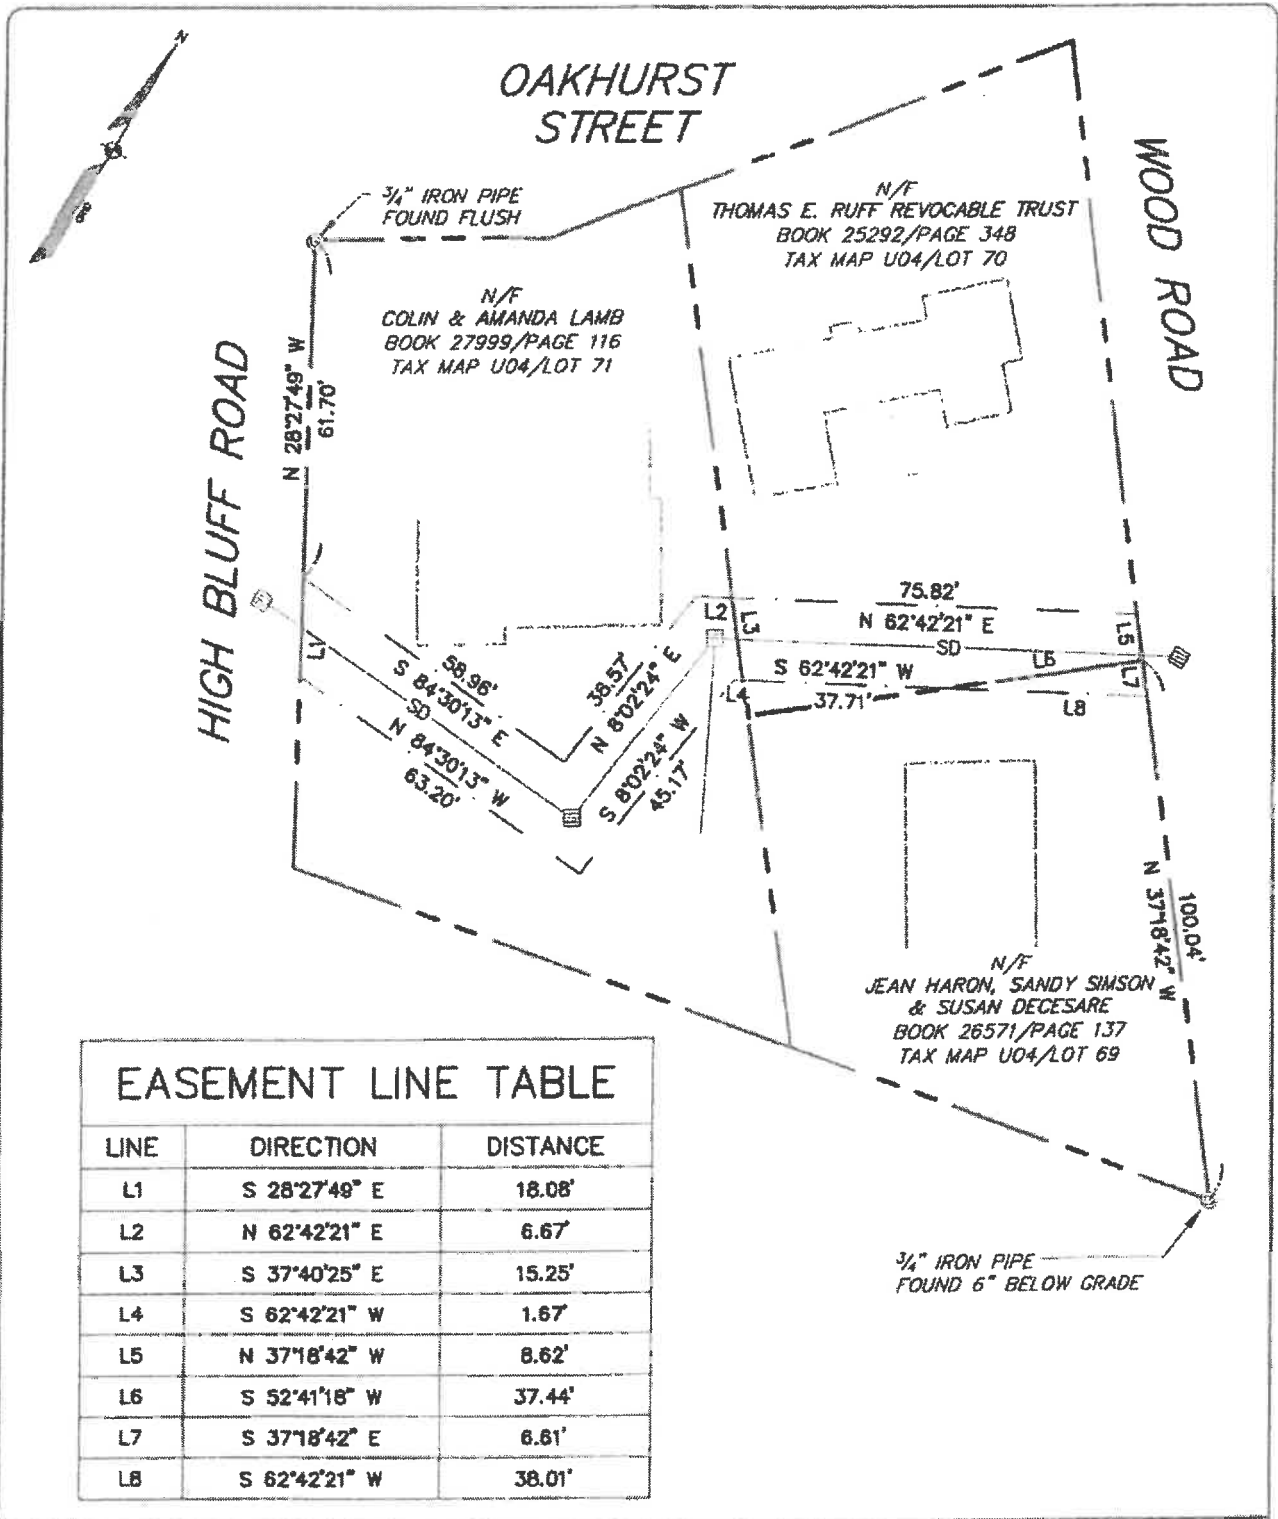 N
OAKHURST
STREET
3/4" IRON PIPE
FOUND FLUSH
N/F
THOMAS E. RUFF REVOCABLE TRUST
BOOK 25292/PAGE 348
TAX MAP U04/LOT 70
WOOD ROAD
N/F
COLIN & AMANDA LAMB
BOOK 27999/PAGE 116
TAX MAP U04/LOT 71
HIGH BLUFF ROAD
N 28°27'49" W
61.70'
L1
58.96'
S 84°30'13" E
SD
N 84°30'13" W
63.20'
38.57'
N 8°02'24" E
S 8°02'24" W
45.17'
L2
L3
L4
75.82'
N 62°42'21" E
SD
S 62°42'21" W
37.71'
L6
L5
L7
L8
N 37°18'42" W
100.04'
N/F
JEAN HARON, SANDY SIMSON
& SUSAN DECESARE
BOOK 26571/PAGE 137
TAX MAP U04/LOT 69
3/4" IRON PIPE
FOUND 6" BELOW GRADE
EASEMENT LINE TABLE
LINE DIRECTION DISTANCE
L1 S 28°27'49" E 18.08'
L2 N 62°42'21" E 6.67'
L3 S 37°40'25" E 15.25'
L4 S 62°42'21" W 1.67'
L5 N 37°18'42" W 8.62'
L6 S 52°41'18" W 37.44'
L7 S 37°18'42" E 6.61'
L8 S 62°42'21" W 38.01'